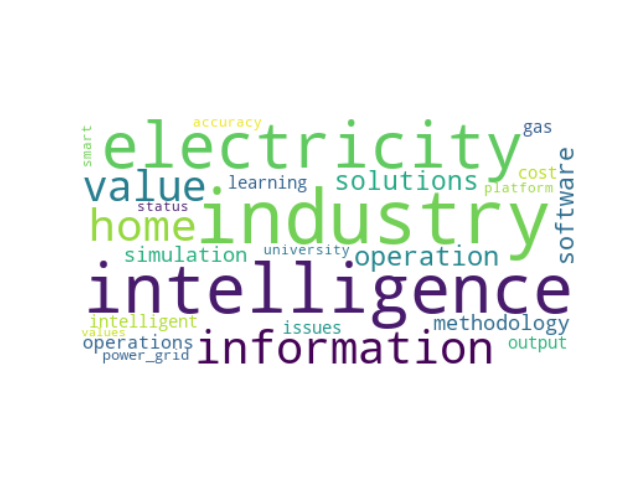 accuracy
smart electricity gas
value learning solutions cost
platform
status
home industry software
simulation university operation
intelligence
intelligent issues methodology
values
operations information output
power_grid